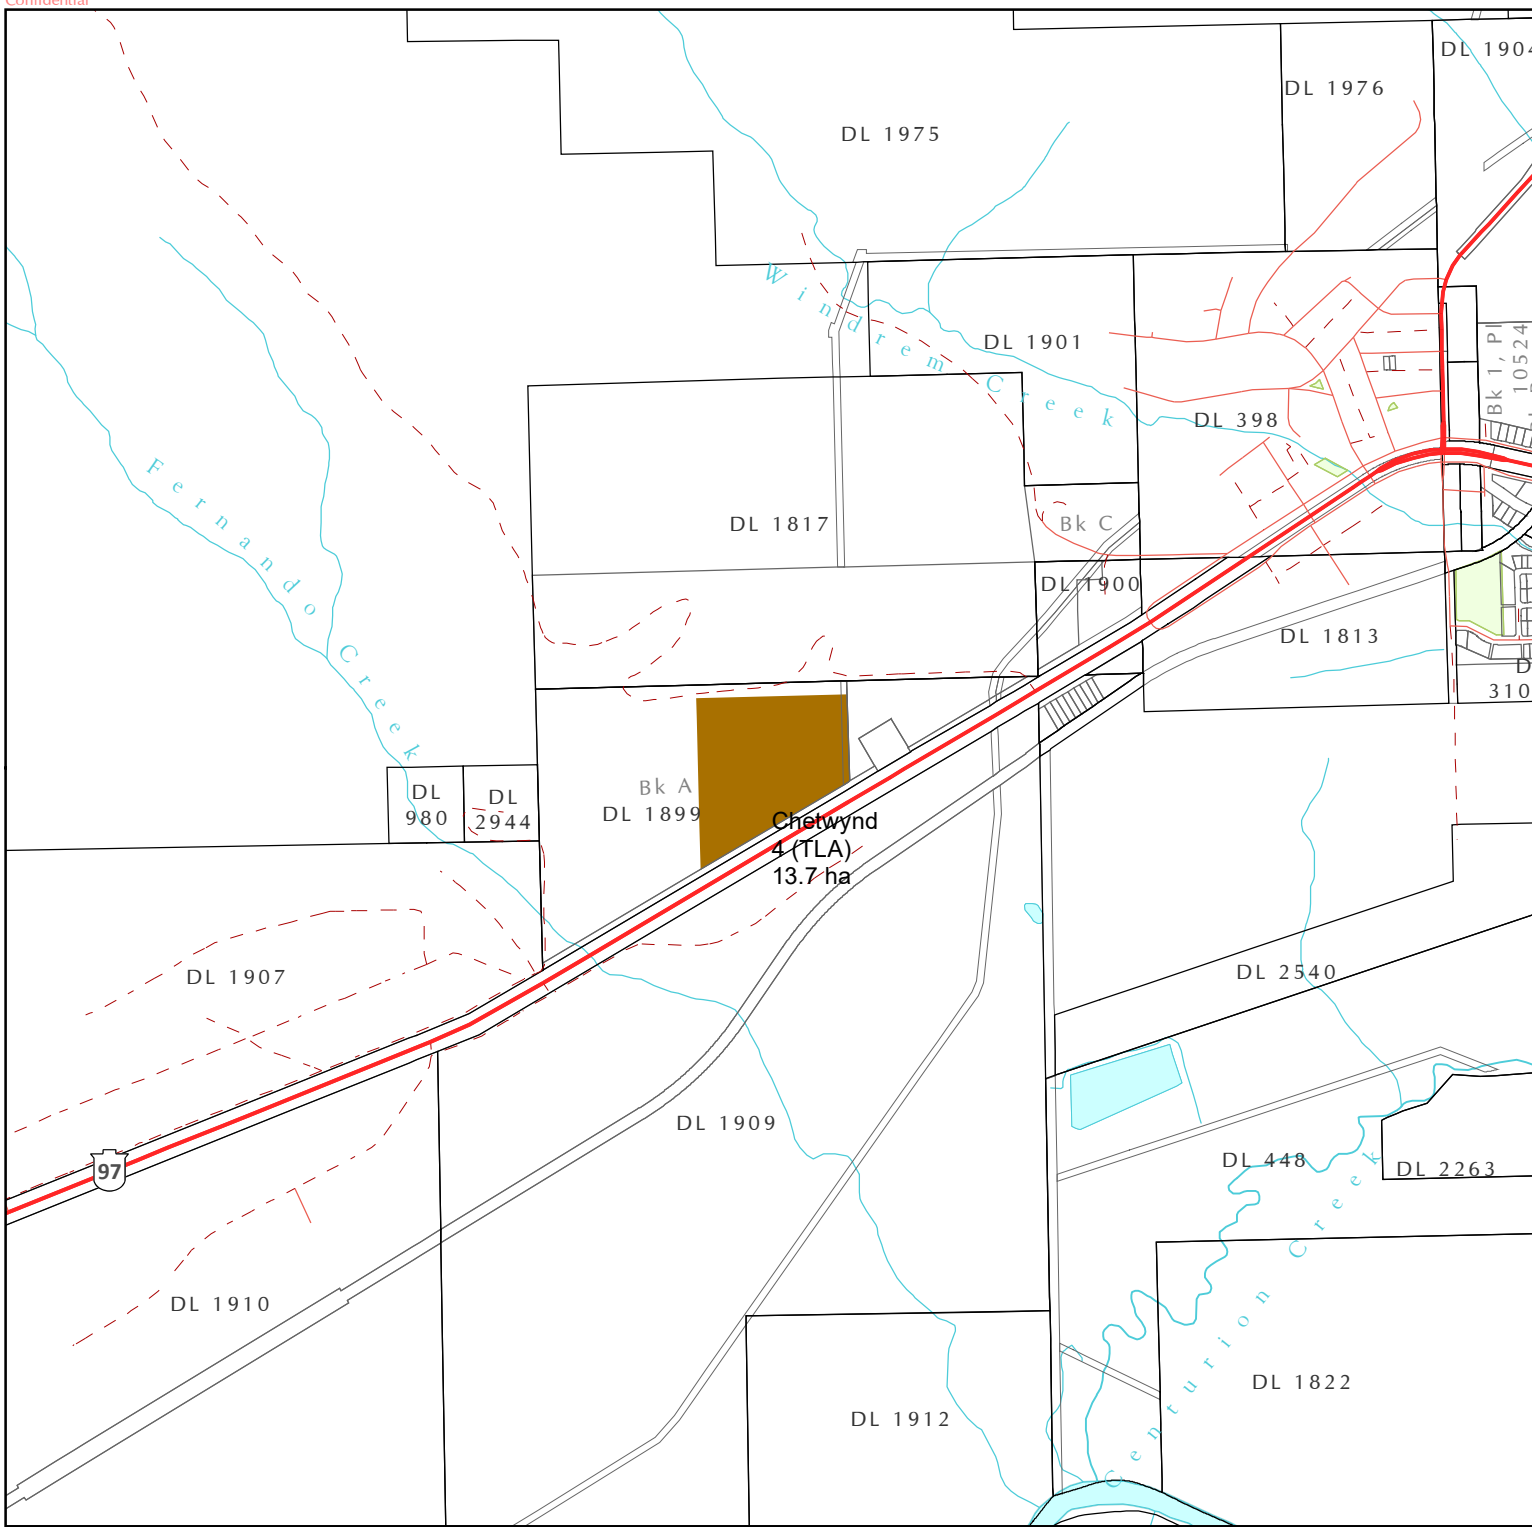 Confidential
DL 1904
DL 1976
DL 1975
Windrem Creek
DL 1901
Bk 1, Pl
10524
DL 398
Fernando Creek
DL 1817
Bk C
DL 1900
DL 1813
310
Bk A
DL 1899
DL
980
DL
2944
Chetwynd
4 (TLA)
13.7 ha
DL 1907
DL 2540
DL 1909
97
DL 448
DL 2263
Centurion Creek
DL 1910
DL 1822
DL 1912